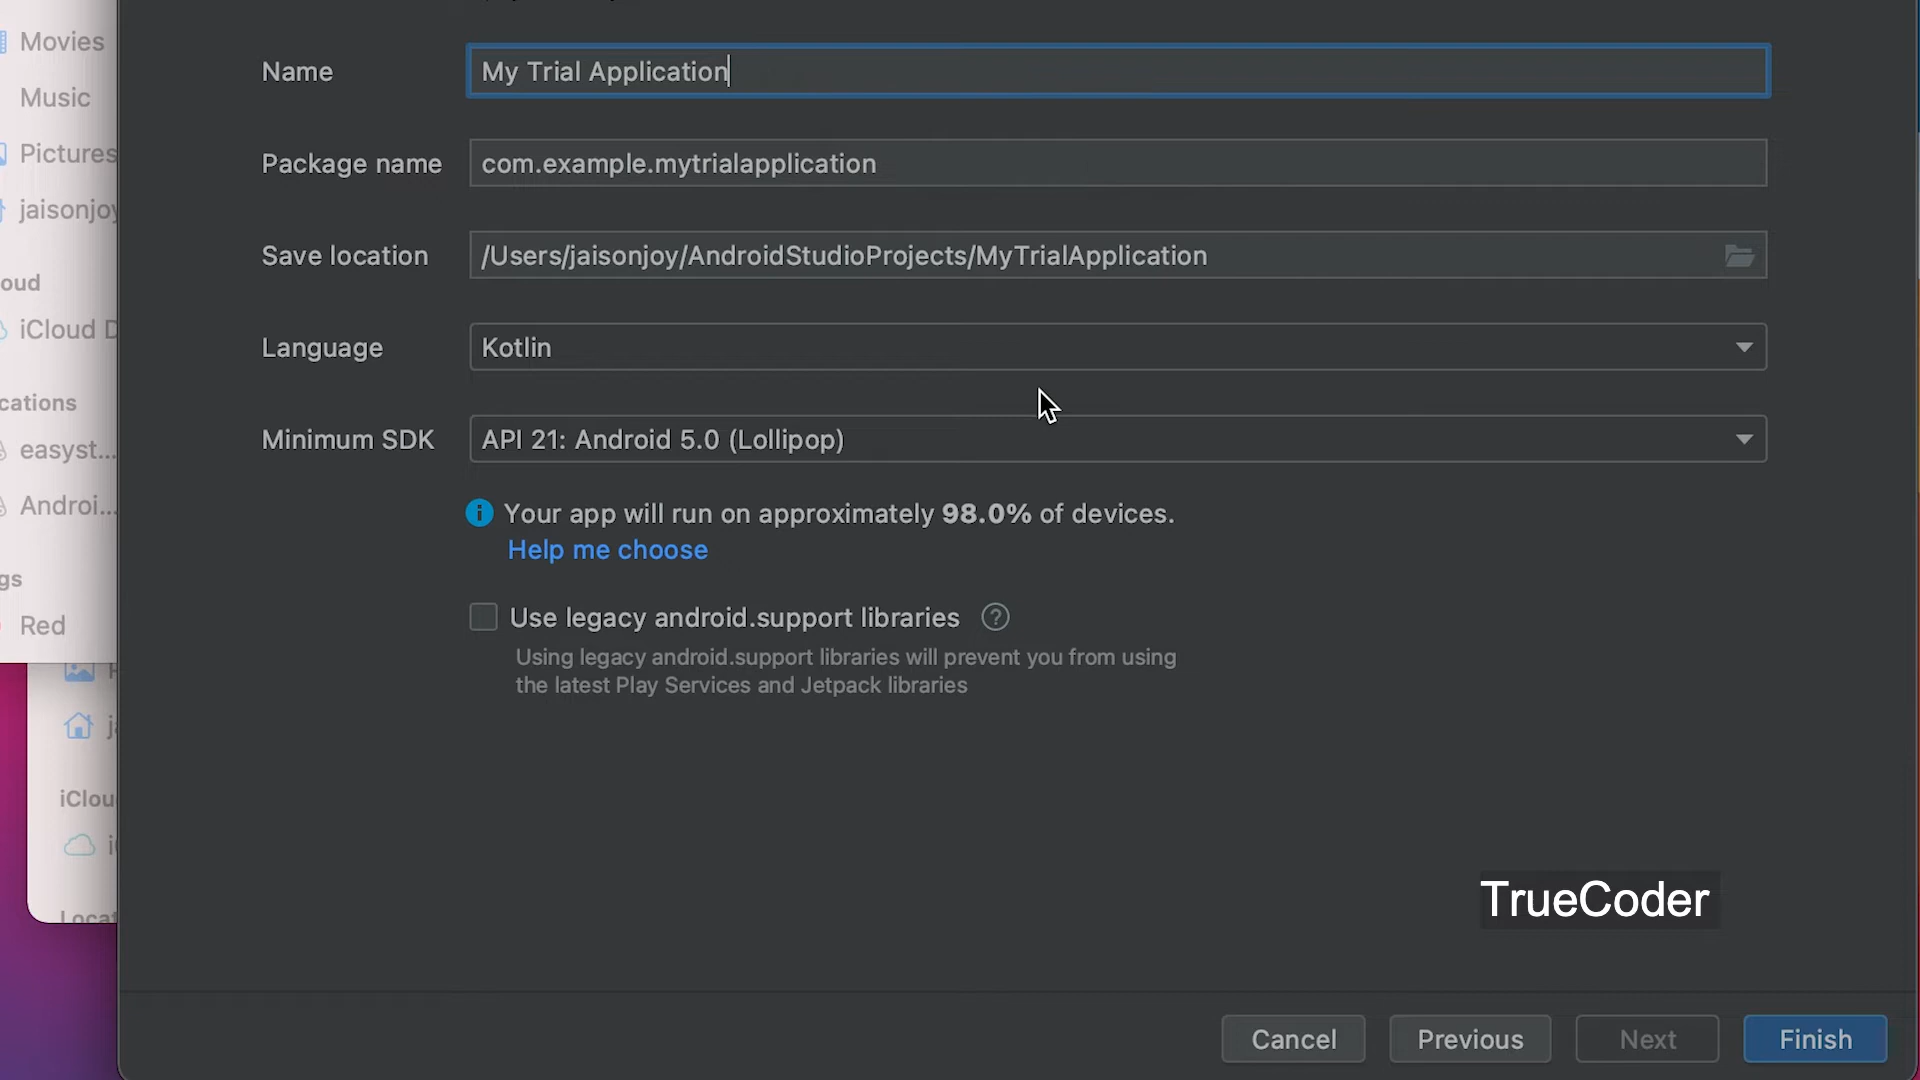 Movies
Music
Pictures
jaisonjoy
oud
iCloud D
cations
easyst...
Androi...
gs
Red
iClou
Locat
Name
My Trial Application
Package name
com.example.mytrialapplication
Save location
/Users/jaisonjoy/AndroidStudioProjects/MyTrialApplication
Language
Kotlin
Minimum SDK
API 21: Android 5.0 (Lollipop)
Your app will run on approximately 98.0% of devices.
Help me choose
Use legacy android.support libraries
Using legacy android.support libraries will prevent you from using
the latest Play Services and Jetpack libraries
TrueCoder
Cancel
Previous
Next
Finish